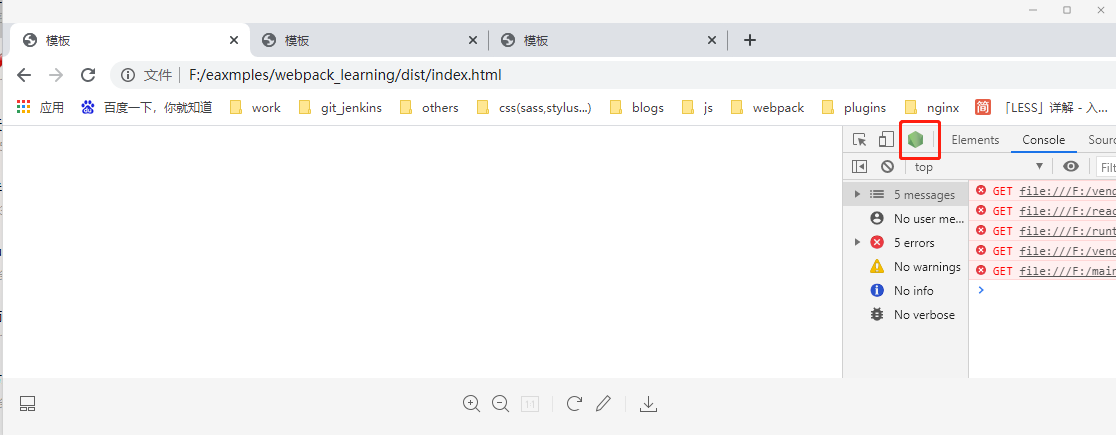 模板 模板 模板
文件 F:/eaxmples/webpack_learning/dist/index.html
应用 百度一下，你就知道 work git_jenkins others css(sass,stylus...) blogs js webpack plugins nginx 简 「LESS」详解 - 入...
Elements Console Sourc
top Filt
5 messages
No user me...
5 errors
No warnings
No info
No verbose
GET file:///F:/vend
GET file:///F:/reac
GET file:///F:/runt
GET file:///F:/vend
GET file:///F:/main
1:1